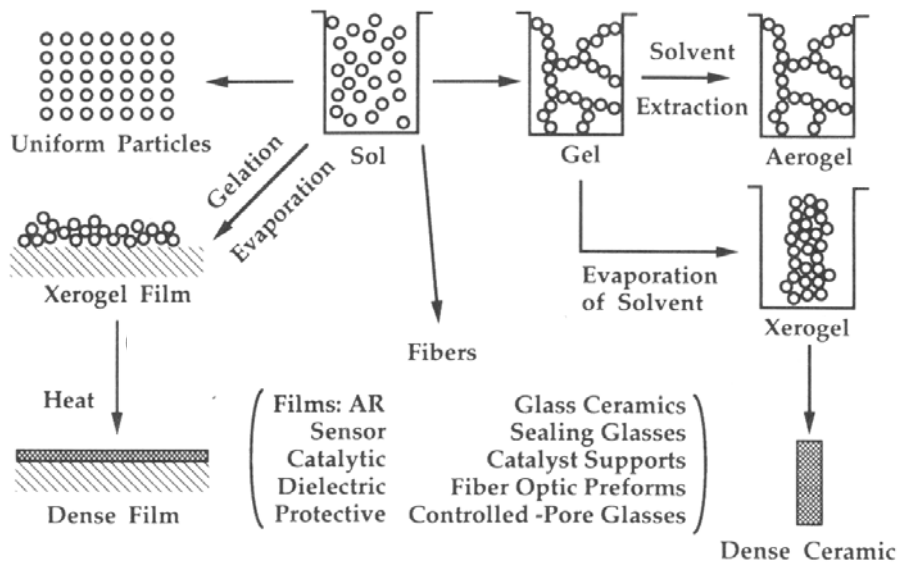 Uniform Particles
Sol
Gel
Solvent
Extraction
Aerogel
Gelation
Evaporation
Xerogel Film
Evaporation
of Solvent
Xerogel
Fibers
Heat
Films: AR
Sensor
Catalytic
Dielectric
Protective
Glass Ceramics
Sealing Glasses
Catalyst Supports
Fiber Optic Preforms
Controlled -Pore Glasses
Dense Film
Dense Ceramic